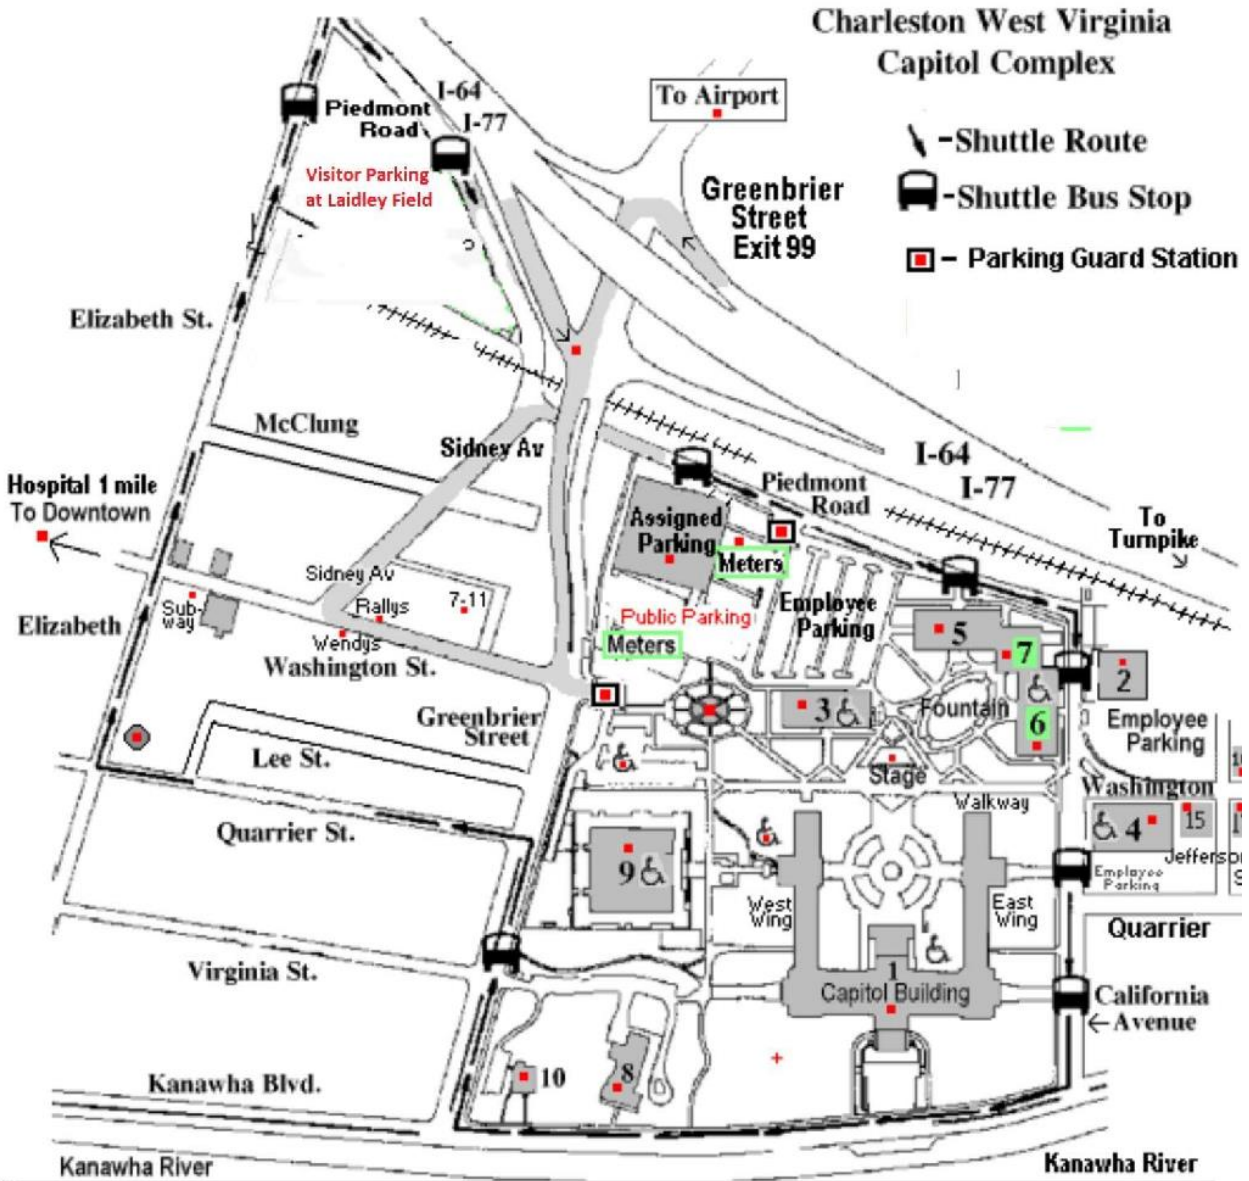 Charleston West Virginia
Capitol Complex
-Shuttle Route
-Shuttle Bus Stop
- Parking Guard Station
I-64
I-77
To Airport
Piedmont
Road
Visitor Parking
at Laidley Field
Greenbrier
Street
Exit 99
Elizabeth St.
McClung
Sidney Av
I-64
I-77
Hospital 1 mile
To Downtown
Piedmont
Road
To
Turnpike
Assigned
Parking
Meters
Sidney Av
Sub-
way
Rallys
7-11
Wendys
Elizabeth
Washington St.
Public Parking
Meters
Employee
Parking
5
7
2
3
Fountain
6
Employee
Parking
Greenbrier
Street
Lee St.
Stage
Walkway
Washington
Quarrier St.
4
15
Jefferson
Employee
Parking
9
West
Wing
East
Wing
Quarrier
Virginia St.
1
Capitol Building
California
Avenue
Kanawha Blvd.
10
8
Kanawha River
Kanawha River